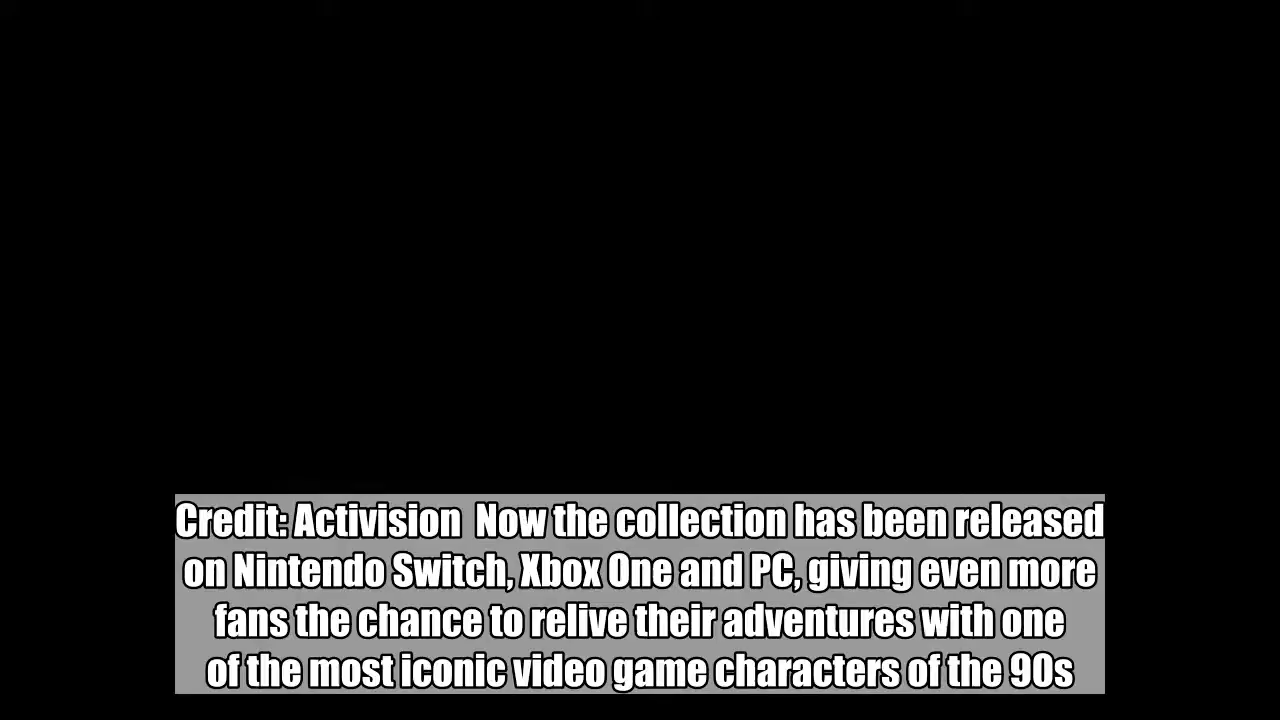 Credit: Activision  Now the collection has been released
on Nintendo Switch, Xbox One and PC, giving even more
fans the chance to relive their adventures with one
of the most iconic video game characters of the 90s